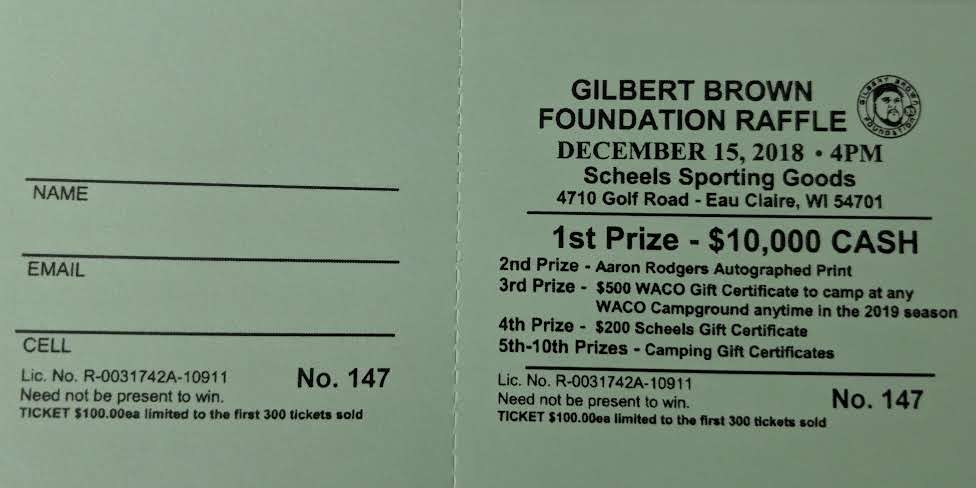 NAME
EMAIL
CELL
Lic. No. R-0031742A-10911
No. 147
Need not be present to win.
TICKET $100.00ea limited to the first 300 tickets sold
GILBERT BROWN
FOUNDATION RAFFLE
GILBERT BROWN
FOUNDATION
DECEMBER 15, 2018 • 4PM
Scheels Sporting Goods
4710 Golf Road - Eau Claire, WI 54701
1st Prize - $10,000 CASH
2nd Prize - Aaron Rodgers Autographed Print
3rd Prize - $500 WACO Gift Certificate to camp at any
WACO Campground anytime in the 2019 season
4th Prize - $200 Scheels Gift Certificate
5th-10th Prizes - Camping Gift Certificates
Lic. No. R-0031742A-10911
Need not be present to win.
No. 147
TICKET $100.00ea limited to the first 300 tickets sold